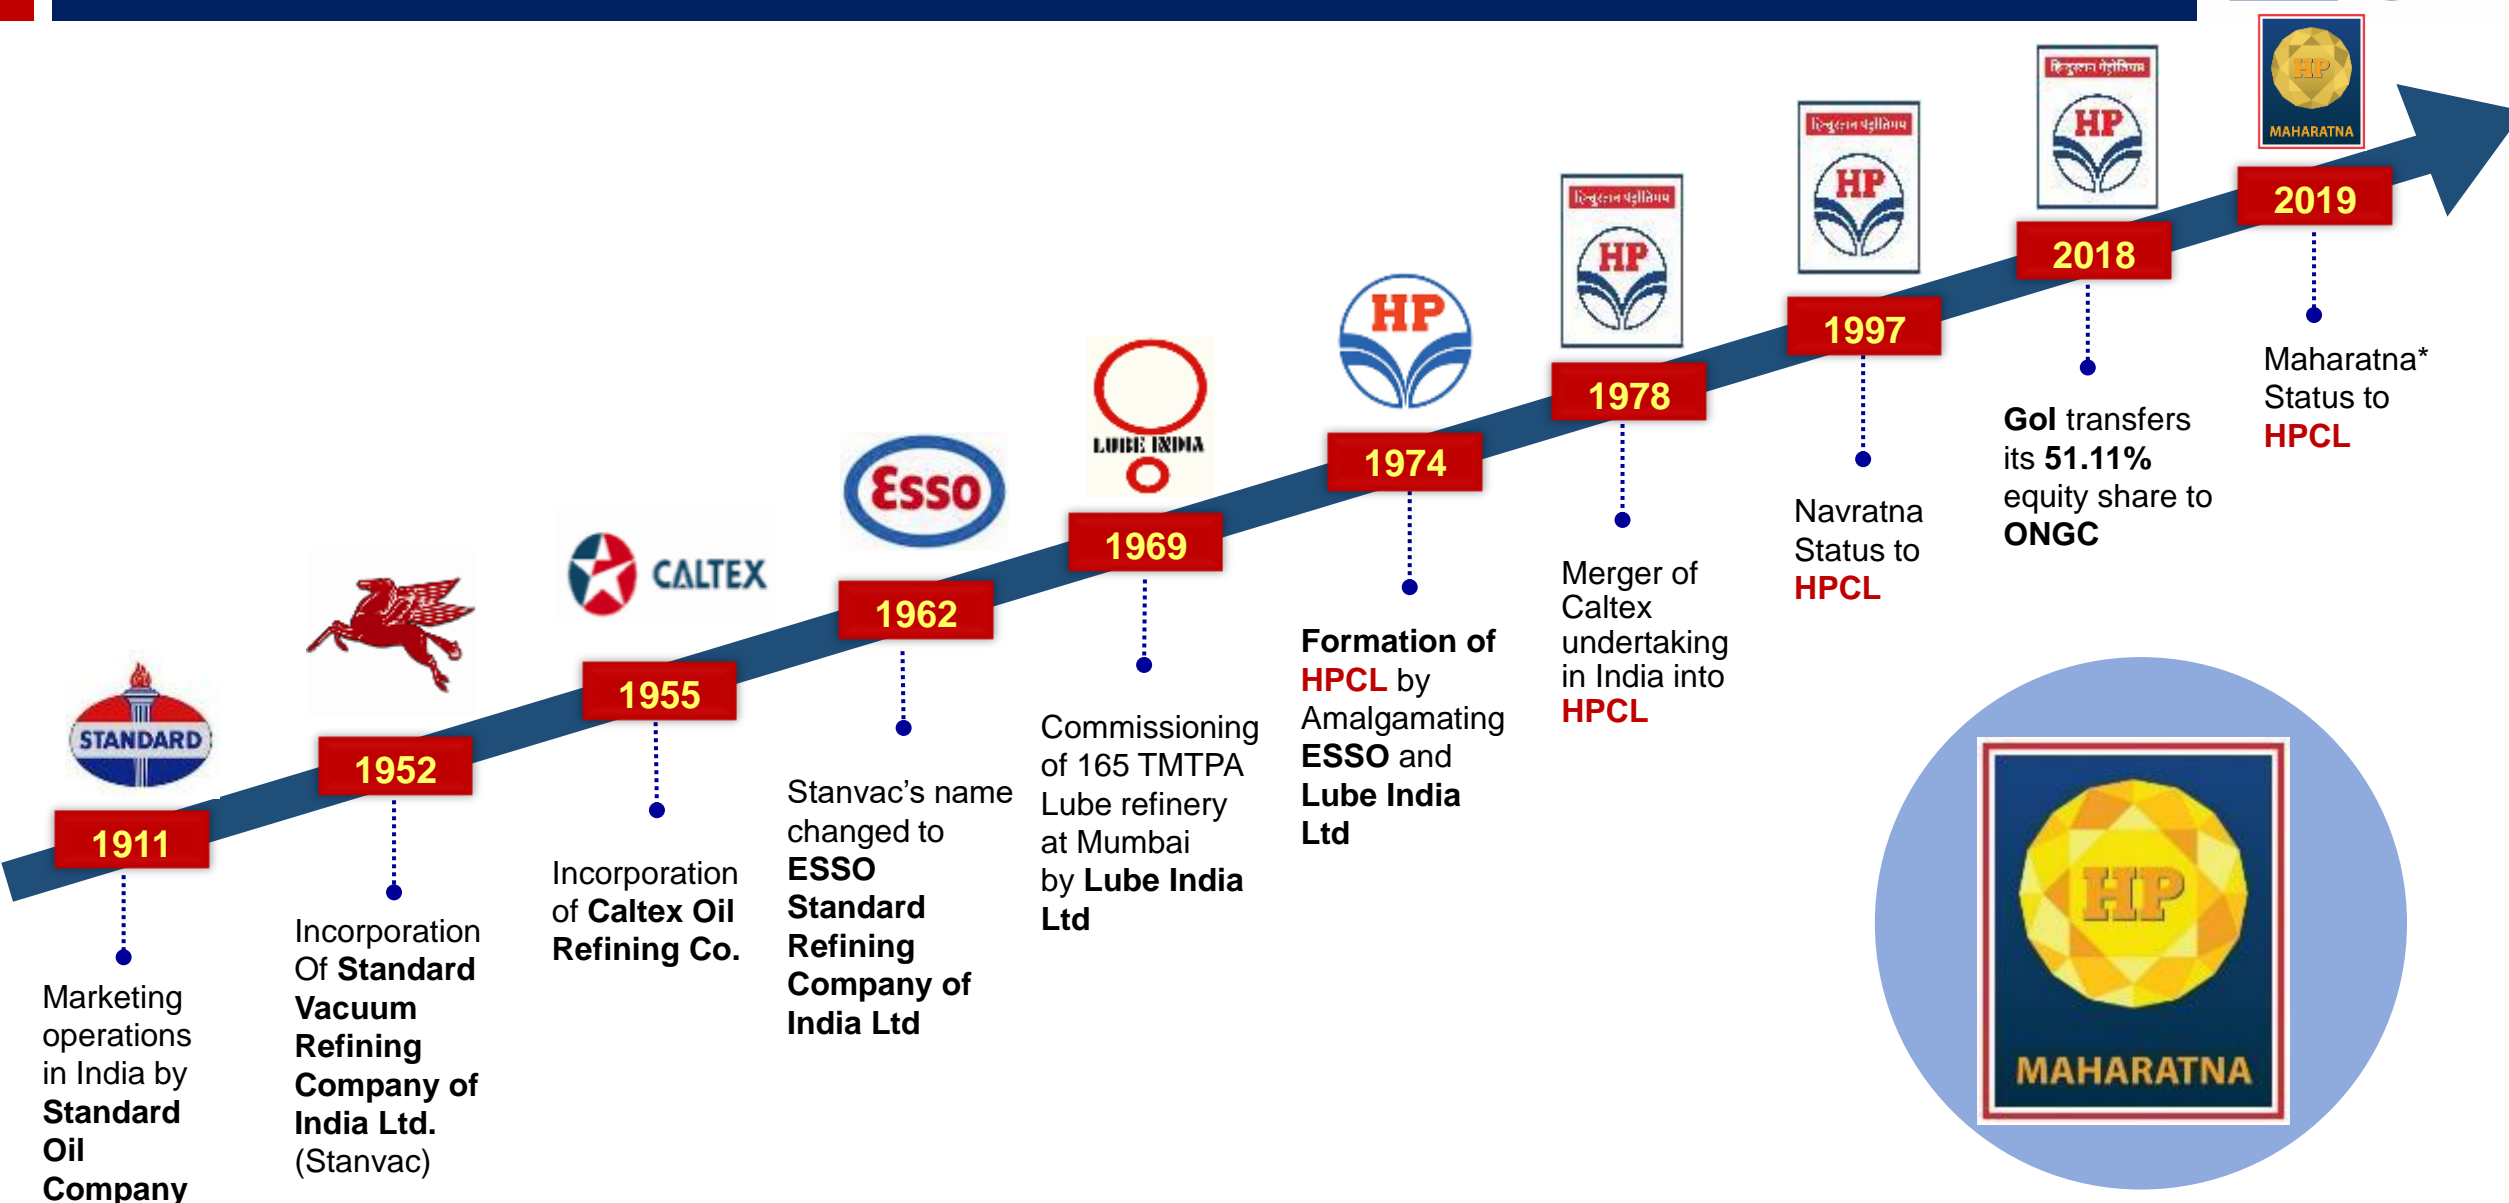 STANDARD
1911
Marketing
operations
in India by
Standard
Oil
Company
1952
Incorporation
Of Standard
Vacuum
Refining
Company of
India Ltd.
(Stanvac)
CALTEX
1955
Incorporation
of Caltex Oil
Refining Co.
Esso
1962
Stanvac’s name
changed to
ESSO
Standard
Refining
Company of
India Ltd
LUBE INDIA
1969
Commissioning
of 165 TMTPA
Lube refinery
at Mumbai
by Lube India
Ltd
HP
1974
Formation of
HPCL by
Amalgamating
ESSO and
Lube India
Ltd
हिन्दुस्तान पेट्रोलियम
HP
1978
Merger of
Caltex
undertaking
in India into
HPCL
हिन्दुस्तान पेट्रोलियम
HP
1997
Navratna
Status to
HPCL
हिन्दुस्तान पेट्रोलियम
HP
2018
GoI transfers
its 51.11%
equity share to
ONGC
HP
MAHARATNA
2019
Maharatna*
Status to
HPCL
HP
MAHARATNA